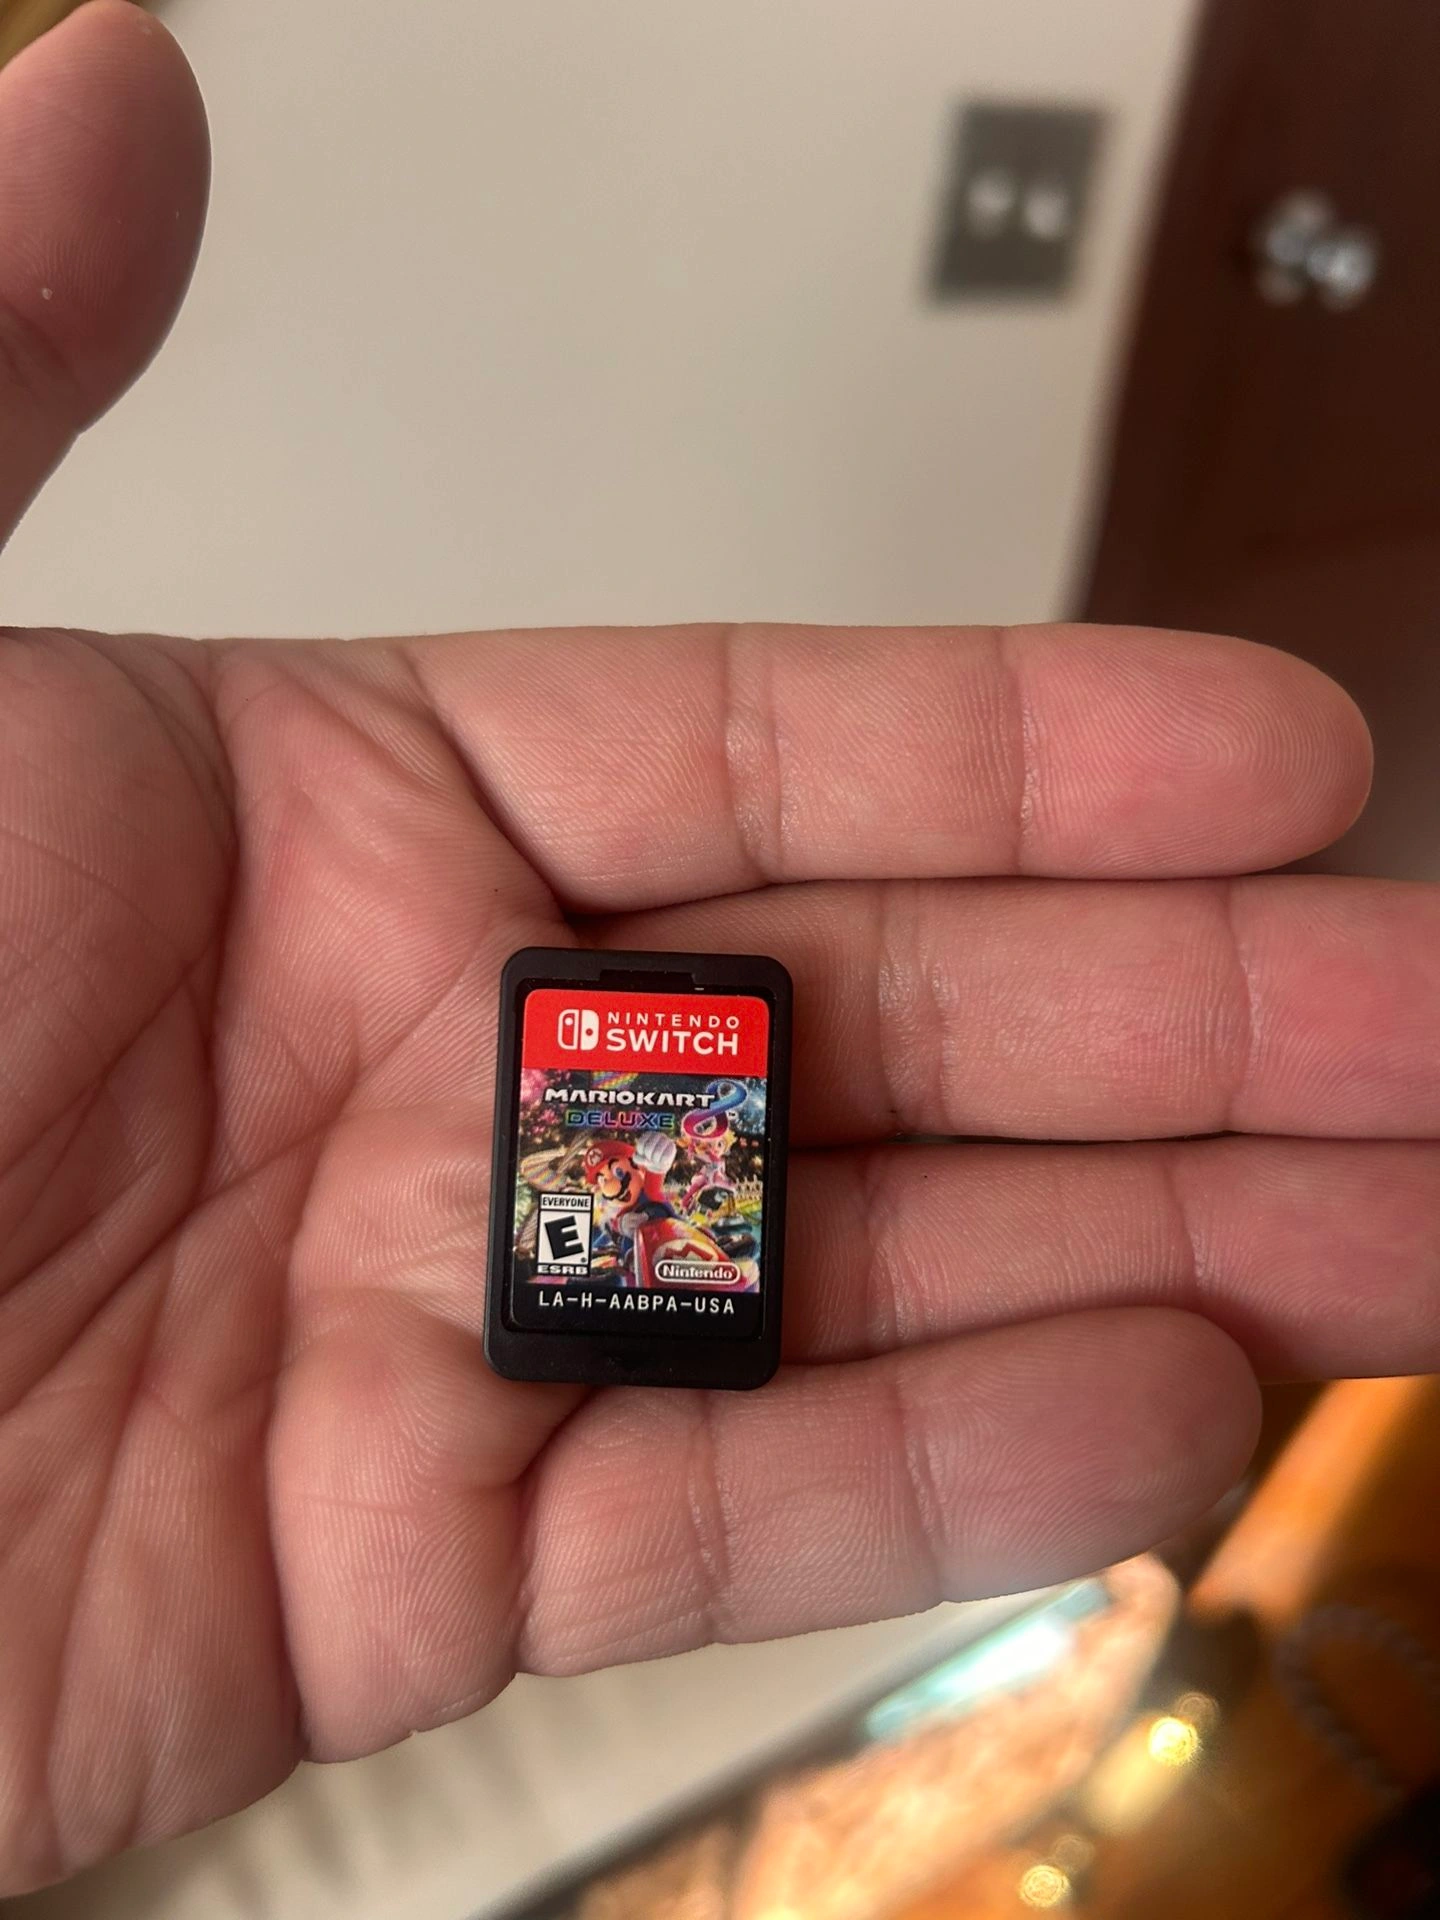 NINTENDO
SWITCH
MARIOKART 8
DELUXE
EVERYONE
E
ESRB
Nintendo
LA-H-AABPA-USA